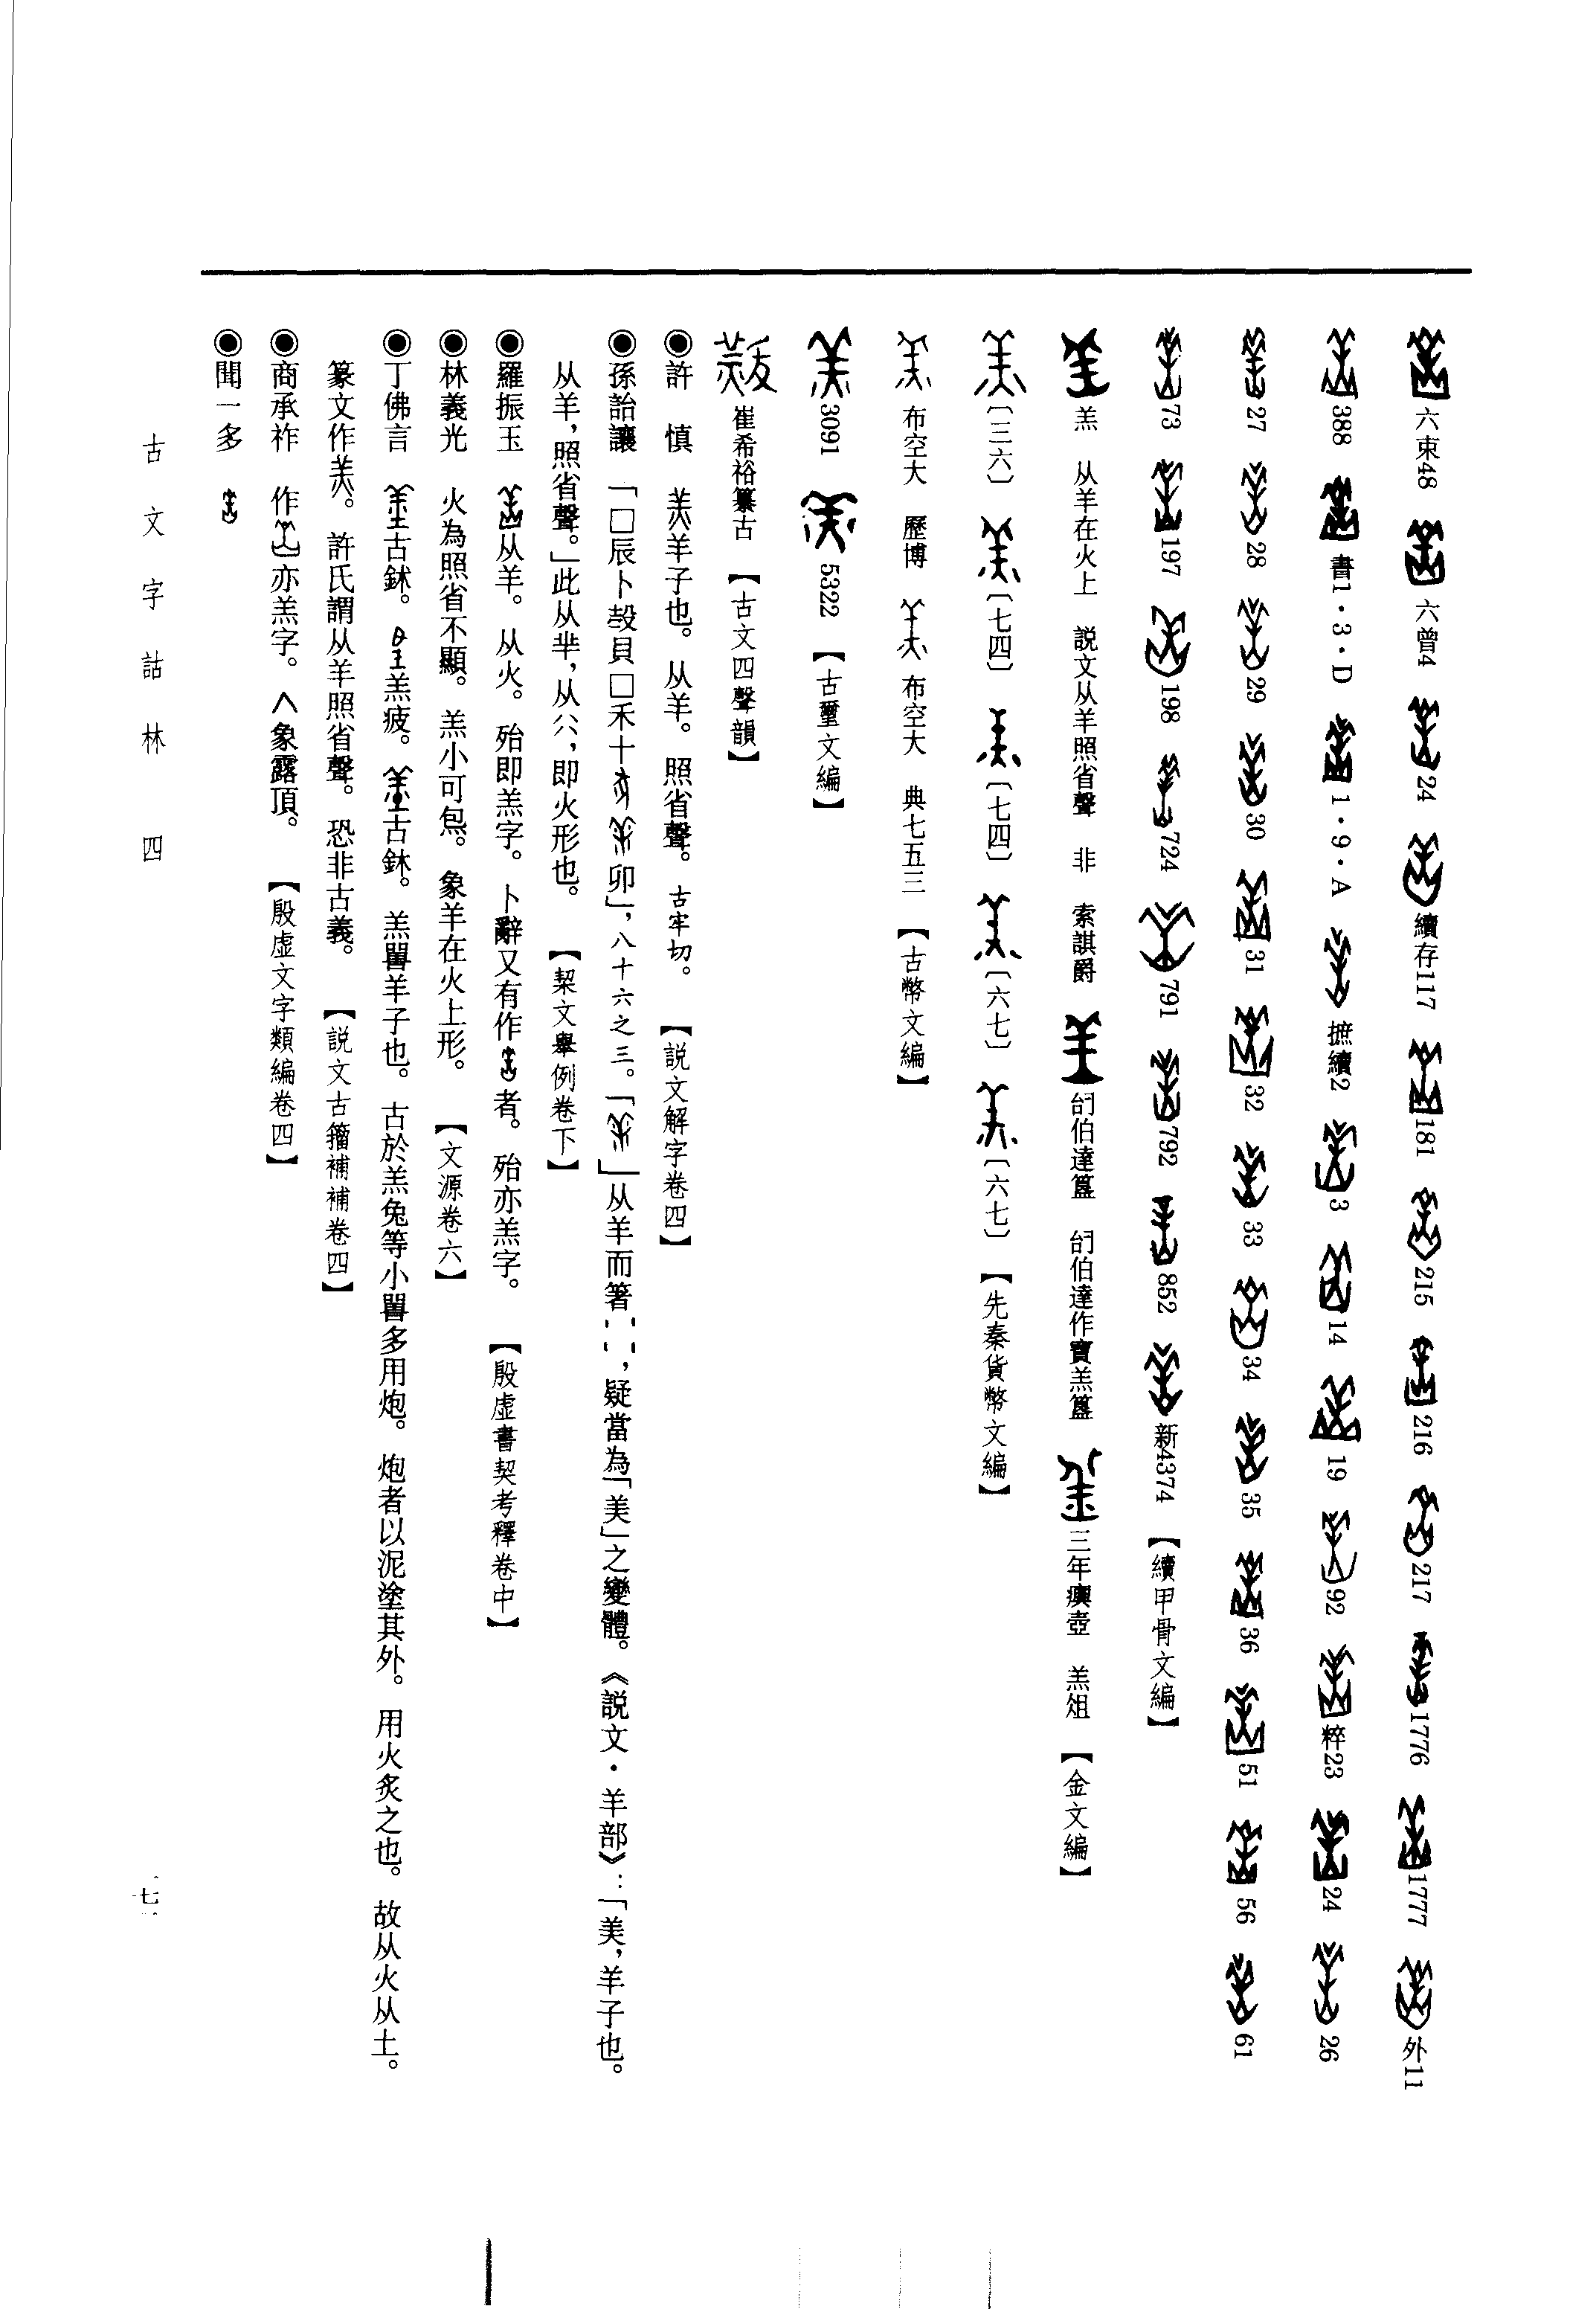 六束48 六曾4 24 續存117 181 215 216 217 1776 1777 外11
388 書1·3·D 1·9·A 摭續2 3 14 19 92 粹23 24 26
27 28 29 30 31 32 33 34 35 36 51 56 61
73 197 198 724 791 792 852 新4374 【續甲骨文編】
羔 从羊在火上 説文从羊照省聲 非 索諆爵 伯達簋 伯達作寶羔簋 三年𤼈壺 羔俎 【金文編】
〔三六〕 〔七四〕 〔七四〕 〔六七〕 〔六七〕 【先秦貨幣文編】
布空大 歷博 布空大 典七五三 【古幣文編】
3091 5322 【古璽文編】
崔希裕纂古 【古文四聲韻】
◉許 慎 羊子也。从羊。照省聲。古牢切。 【説文解字卷四】
◉孫詒讓 「□辰卜㱿貝□禾十 卯」,八十六之三。「 」从羊而箸 ,疑當為「羔」之變體。《説文·羊部》:「羔,羊子也。
从羊,照省聲。」此从羊,从 ,即火形也。 【栔文舉例卷下】
◉羅振玉 从羊。从火。殆即羔字。卜辭又有作 者。殆亦羔字。 【殷虛書契考釋卷中】
◉林義光 火為照省不顯。羔小可炰。象羊在火上形。 【文源卷六】
◉丁佛言 古鉥。 羔疲。 古鉥。羔嘼羊子也。古於羔兔等小嘼多用炮。炮者以泥塗其外。用火炙之也。故从火从土。
篆文作 。許氏謂从羊照省聲。恐非古義。 【説文古籀補補卷四】
◉商承祚 作 亦羔字。 象露頂。 【殷虛文字類編卷四】
◉聞一多
古文字詁林 四
七